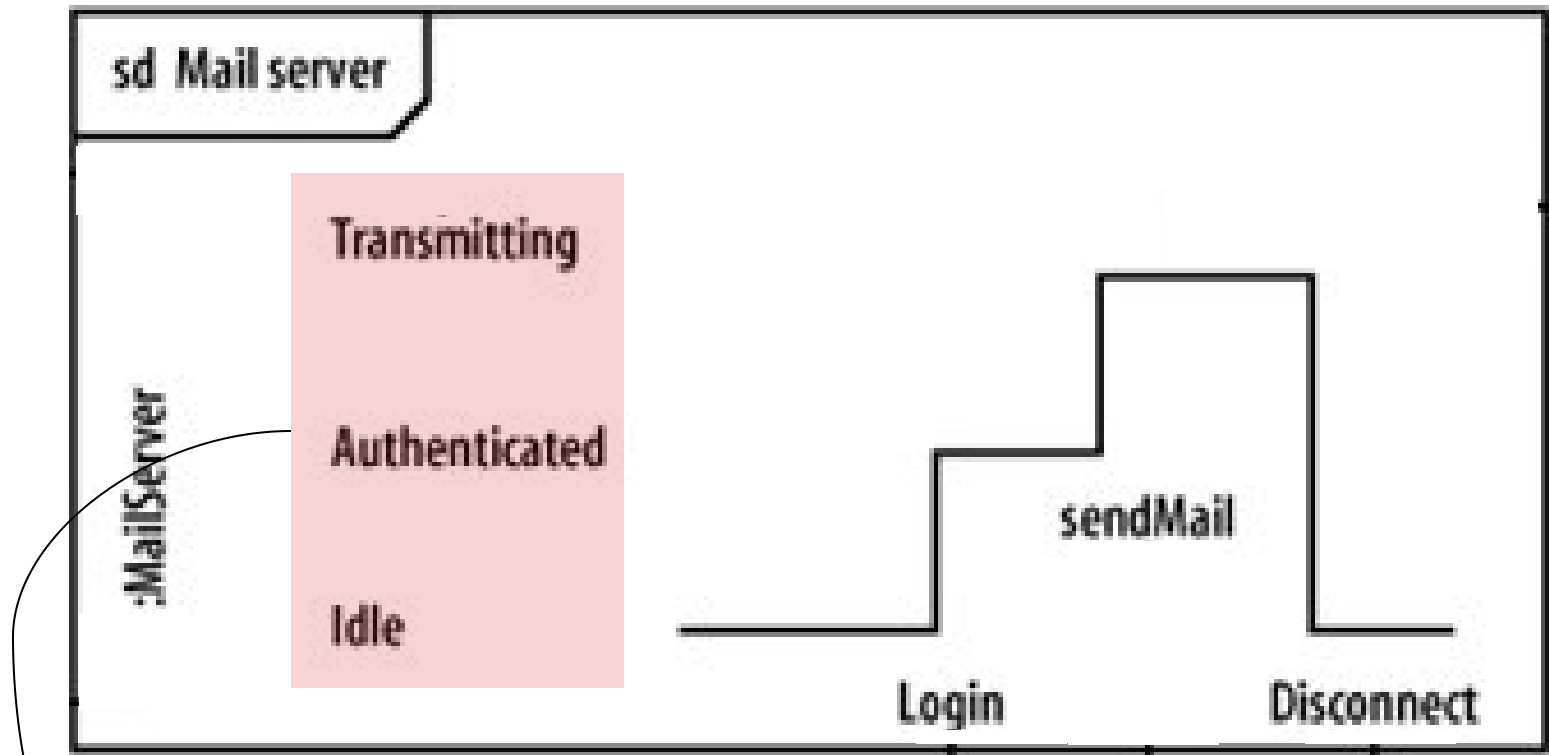 sd Mail server
Transmitting
:MailServer
Authenticated
sendMail
Idle
Login
Disconnect